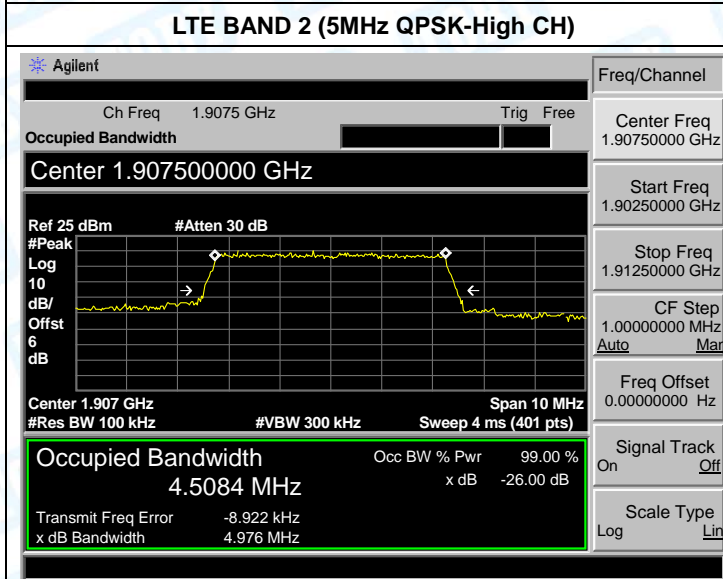 LTE BAND 2 (5MHz QPSK-High CH)
Agilent
Freq/Channel
Ch Freq 1.9075 GHz Trig Free
Occupied Bandwidth
Center 1.907500000 GHz
Center Freq
1.90750000 GHz
Start Freq
1.90250000 GHz
Stop Freq
1.91250000 GHz
CF Step
1.00000000 MHz
Auto Man
Freq Offset
0.00000000 Hz
Signal Track
On Off
Scale Type
Log Lin
Ref 25 dBm #Atten 30 dB
#Peak
Log
10
dB/
Offst
6
dB
Center 1.907 GHz Span 10 MHz
#Res BW 100 kHz #VBW 300 kHz Sweep 4 ms (401 pts)
Occupied Bandwidth Occ BW % Pwr 99.00 %
4.5084 MHz x dB -26.00 dB
Transmit Freq Error -8.922 kHz
x dB Bandwidth 4.976 MHz